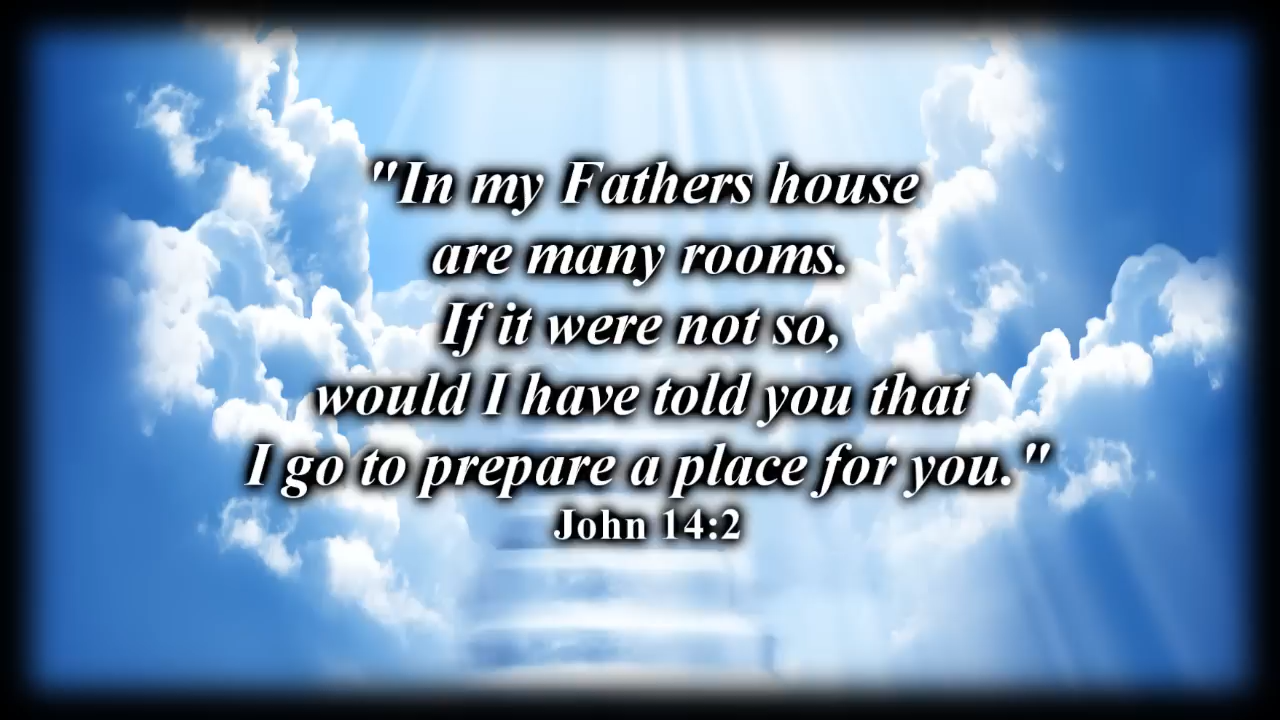 "In my Fathers house
are many rooms.
If it were not so,
would I have told you that
I go to prepare a place for you."
John 14:2